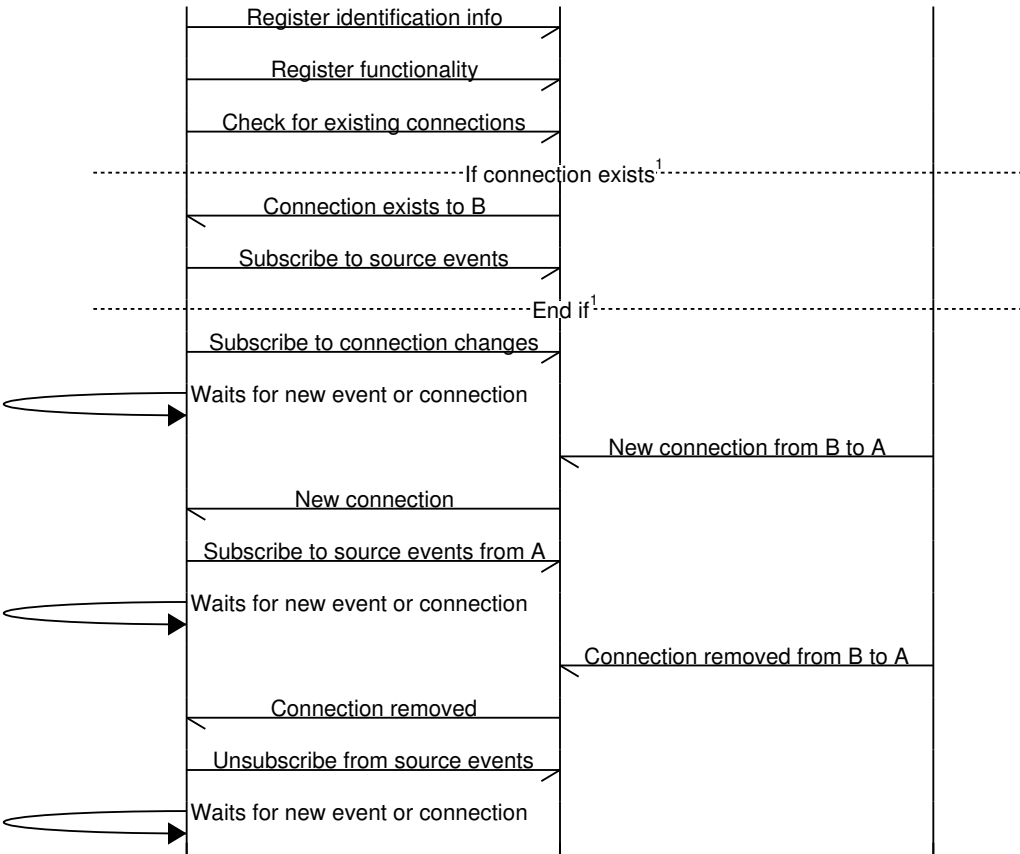 Register identification info
Register functionality
Check for existing connections
If connection exists1
Connection exists to B
Subscribe to source events
End if1
Subscribe to connection changes
Waits for new event or connection
New connection from B to A
New connection
Subscribe to source events from A
Waits for new event or connection
Connection removed from B to A
Connection removed
Unsubscribe from source events
Waits for new event or connection